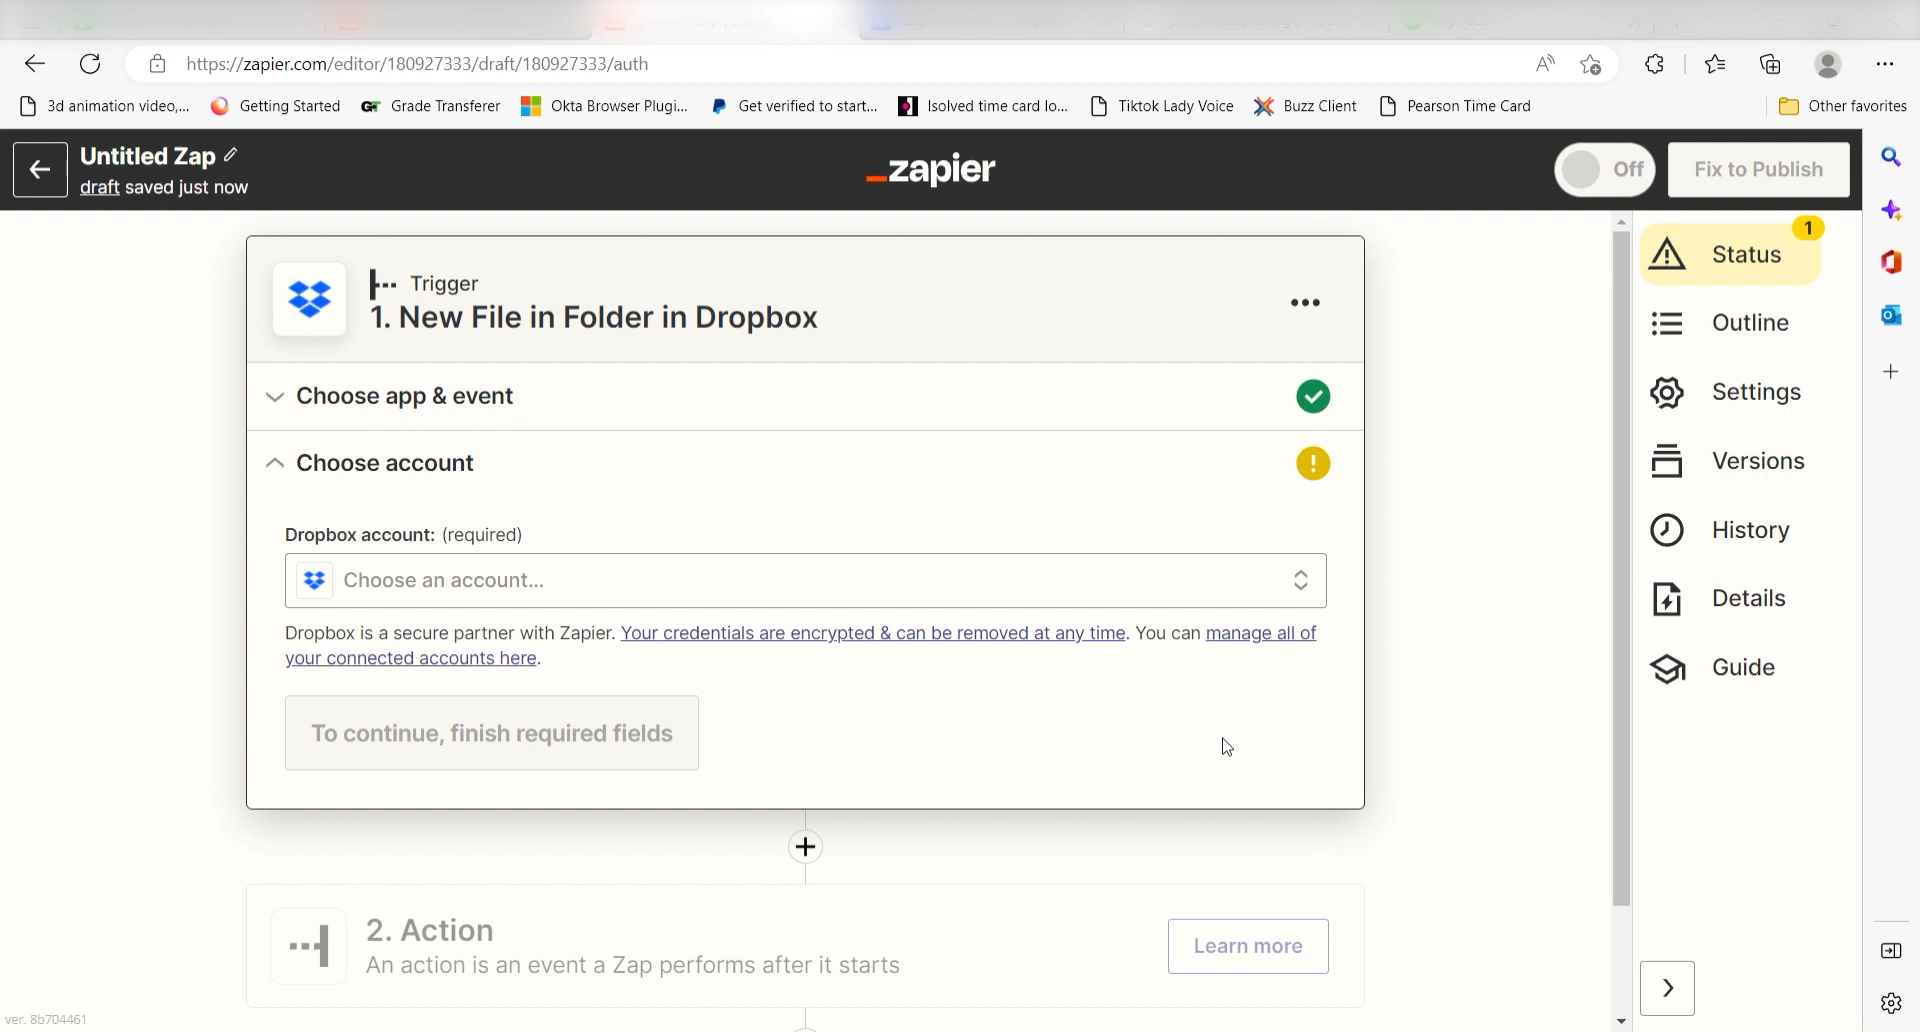 https://zapier.com/editor/180927333/draft/180927333/auth
3d animation video,... Getting Started Grade Transferer Okta Browser Plugi... Get verified to start... Isolved time card lo... Tiktok Lady Voice Buzz Client Pearson Time Card Other favorites
Untitled Zap
draft saved just now
zapier
Off
Fix to Publish
Trigger
1. New File in Folder in Dropbox
Choose app & event
Choose account
Dropbox account: (required)
Choose an account...
Dropbox is a secure partner with Zapier. Your credentials are encrypted & can be removed at any time. You can manage all of
your connected accounts here.
To continue, finish required fields
2. Action
An action is an event a Zap performs after it starts
Learn more
1
Status
Outline
Settings
Versions
History
Details
Guide
ver. 8b704461